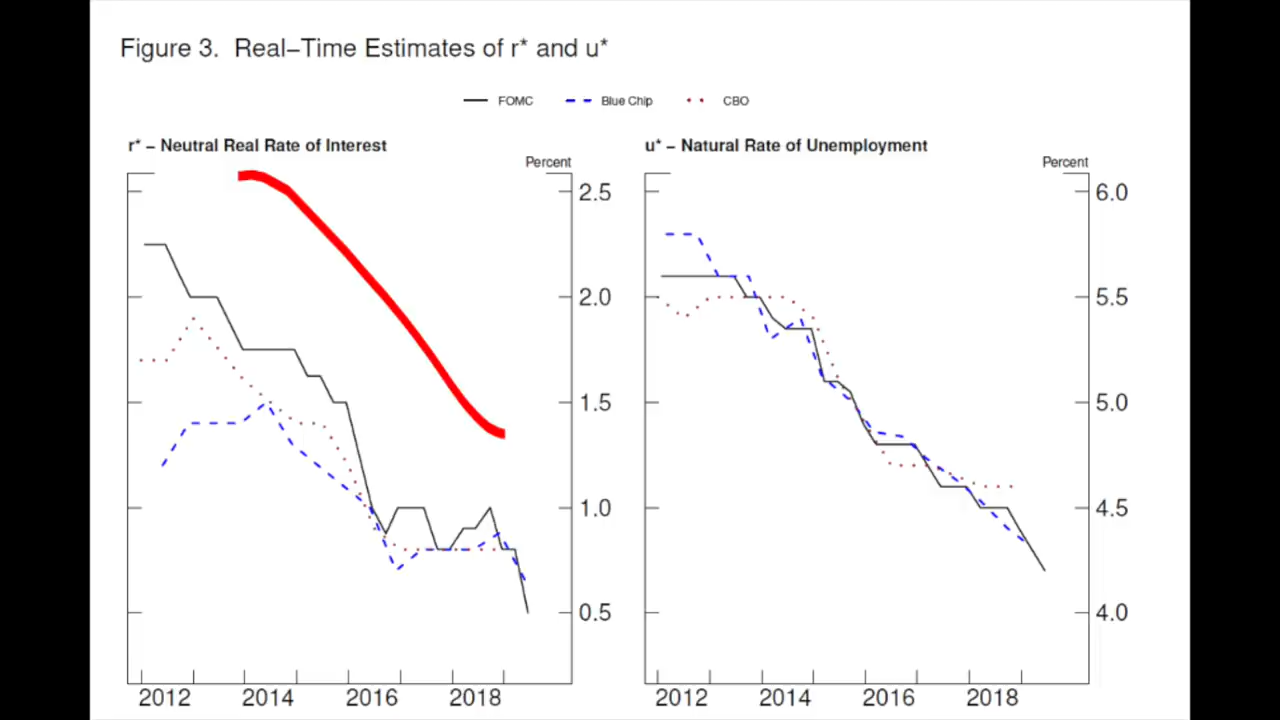 Figure 3. Real−Time Estimates of r* and u*
FOMC Blue Chip CBO
r* − Neutral Real Rate of Interest
Percent
2.5
2.0
1.5
1.0
0.5
2012 2014 2016 2018
u* − Natural Rate of Unemployment
Percent
6.0
5.5
5.0
4.5
4.0
2012 2014 2016 2018